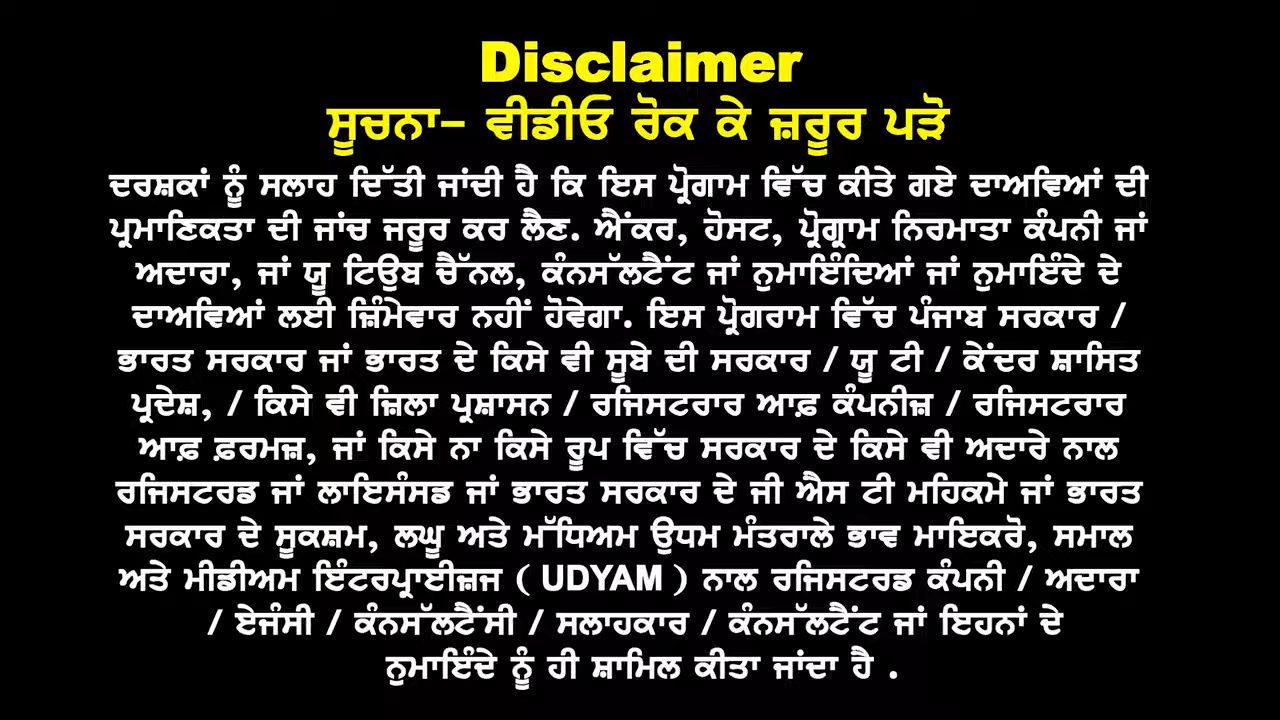 Disclaimer
ਸੂਚਨਾ- ਵੀਡੀਓ ਰੋਕ ਕੇ ਜ਼ਰੂਰ ਪੜੋ
ਦਰਸ਼ਕਾਂ ਨੂੰ ਸਲਾਹ ਦਿੱਤੀ ਜਾਂਦੀ ਹੈ ਕਿ ਇਸ ਪ੍ਰੋਗਾਮ ਵਿੱਚ ਕੀਤੇ ਗਏ ਦਾਅਵਿਆਂ ਦੀ
ਪ੍ਰਮਾਣਿਕਤਾ ਦੀ ਜਾਂਚ ਜਰੂਰ ਕਰ ਲੈਣ. ਐਂਕਰ, ਹੋਸਟ, ਪ੍ਰੋਗ੍ਰਾਮ ਨਿਰਮਾਤਾ ਕੰਪਨੀ ਜਾਂ
ਅਦਾਰਾ, ਜਾਂ ਯੂ ਟਿਉਬ ਚੈੱਨਲ, ਕੰਨਸੱਲਟੈਂਟ ਜਾਂ ਨੁਮਾਇੰਦਿਆਂ ਜਾਂ ਨੁਮਾਇੰਦੇ ਦੇ
ਦਾਅਵਿਆਂ ਲਈ ਜ਼ਿੰਮੇਵਾਰ ਨਹੀਂ ਹੋਵੇਗਾ. ਇਸ ਪ੍ਰੋਗਰਾਮ ਵਿੱਚ ਪੰਜਾਬ ਸਰਕਾਰ /
ਭਾਰਤ ਸਰਕਾਰ ਜਾਂ ਭਾਰਤ ਦੇ ਕਿਸੇ ਵੀ ਸੂਬੇ ਦੀ ਸਰਕਾਰ / ਯੂ ਟੀ / ਕੇਂਦਰ ਸ਼ਾਸਿਤ
ਪ੍ਰਦੇਸ਼, / ਕਿਸੇ ਵੀ ਜ਼ਿਲਾ ਪ੍ਰਸ਼ਾਸਨ / ਰਜਿਸਟਰਾਰ ਆਫ਼ ਕੰਪਨੀਜ਼ / ਰਜਿਸਟਰਾਰ
ਆਫ਼ ਫ਼ਰਮਜ਼, ਜਾਂ ਕਿਸੇ ਨਾ ਕਿਸੇ ਰੂਪ ਵਿੱਚ ਸਰਕਾਰ ਦੇ ਕਿਸੇ ਵੀ ਅਦਾਰੇ ਨਾਲ
ਰਜਿਸਟਰਡ ਜਾਂ ਲਾਇਸੰਸਡ ਜਾਂ ਭਾਰਤ ਸਰਕਾਰ ਦੇ ਜੀ ਐਸ ਟੀ ਮਹਿਕਮੇ ਜਾਂ ਭਾਰਤ
ਸਰਕਾਰ ਦੇ ਸੂਕਸ਼ਮ, ਲਘੂ ਅਤੇ ਮੱਧਿਅਮ ਉਧਮ ਮੰਤਰਾਲੇ ਭਾਵ ਮਾਇਕਰੋ, ਸਮਾਲ
ਅਤੇ ਮੀਡੀਅਮ ਇੰਟਰਪ੍ਰਾਈਜ਼ਜ ( UDYAM ) ਨਾਲ ਰਜਿਸਟਰਡ ਕੰਪਨੀ / ਅਦਾਰਾ
/ ਏਜੰਸੀ / ਕੰਨਸੱਲਟੈਂਸੀ / ਸਲਾਹਕਾਰ / ਕੰਨਸੱਲਟੈਂਟ ਜਾਂ ਇਹਨਾਂ ਦੇ
ਨੁਮਾਇੰਦੇ ਨੂੰ ਹੀ ਸ਼ਾਮਿਲ ਕੀਤਾ ਜਾਂਦਾ ਹੈ .